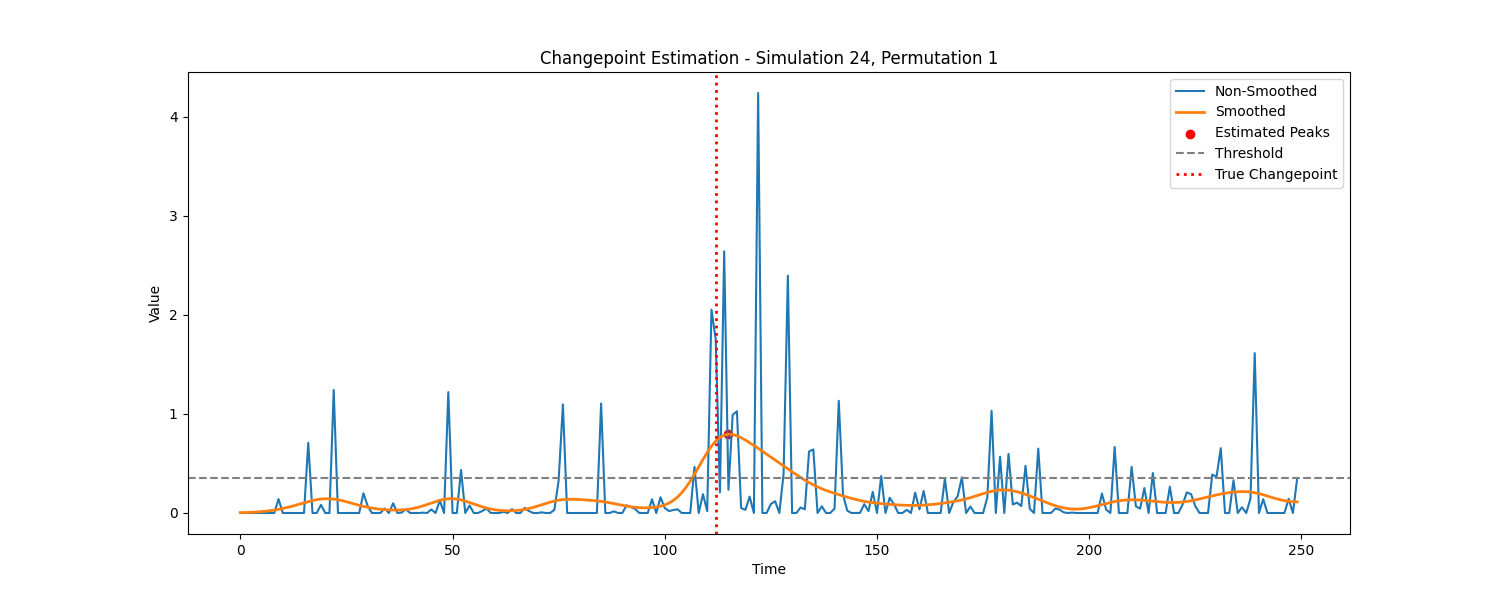 Changepoint Estimation - Simulation 24, Permutation 1
Non-Smoothed
Smoothed
Estimated Peaks
Threshold
True Changepoint
Value
4
3
2
1
0
0
50
100
150
200
250
Time